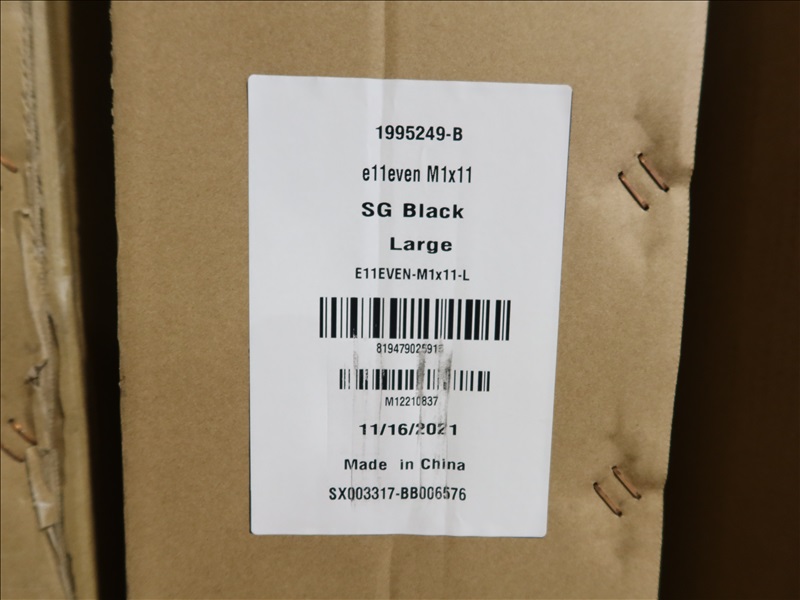 1995249-B
e11even M1x11
SG Black
Large
E11EVEN-M1x11-L
M12210837
11/16/2021
Made in China
SX003317-BB006576